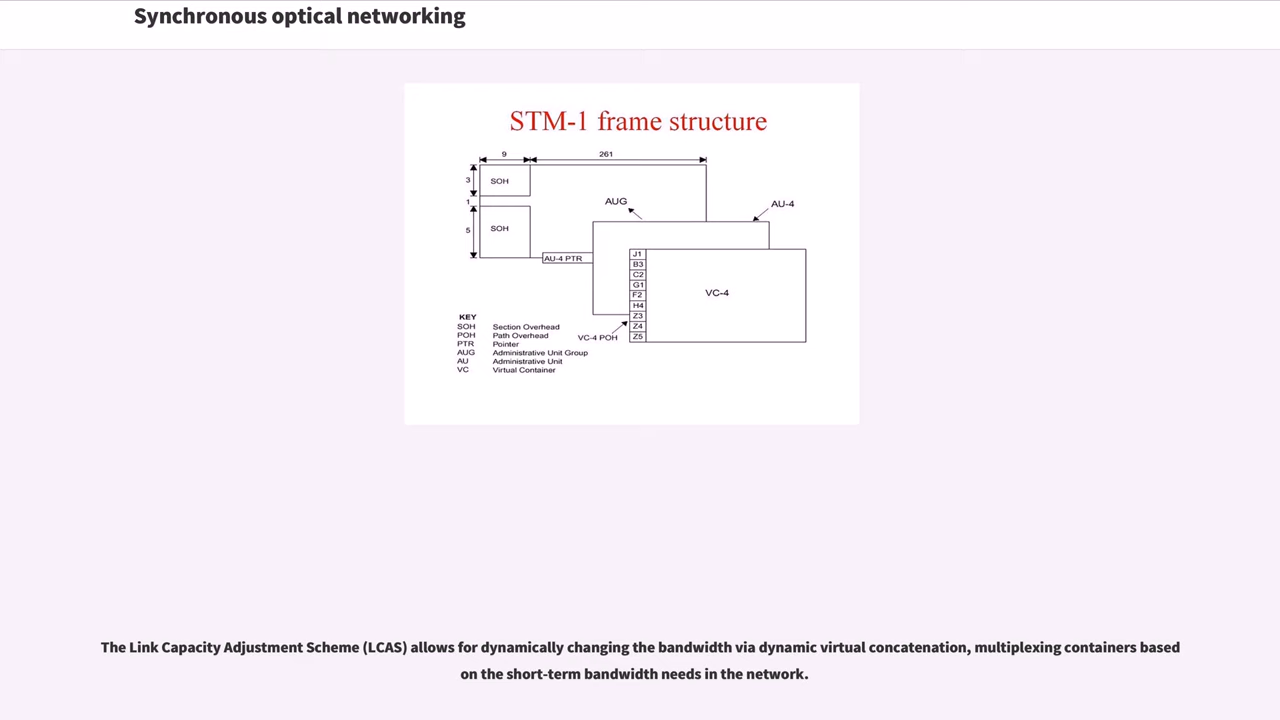 Synchronous optical networking
STM-1 frame structure
9
261
3
SOH
1
5
SOH
AUG
AU-4
AU-4 PTR
J1
B3
C2
G1
F2
H4
Z3
Z4
Z5
VC-4
VC-4 POH
KEY
SOH Section Overhead
POH Path Overhead
PTR Pointer
AUG Administrative Unit Group
AU Administrative Unit
VC Virtual Container
The Link Capacity Adjustment Scheme (LCAS) allows for dynamically changing the bandwidth via dynamic virtual concatenation, multiplexing containers based
on the short-term bandwidth needs in the network.